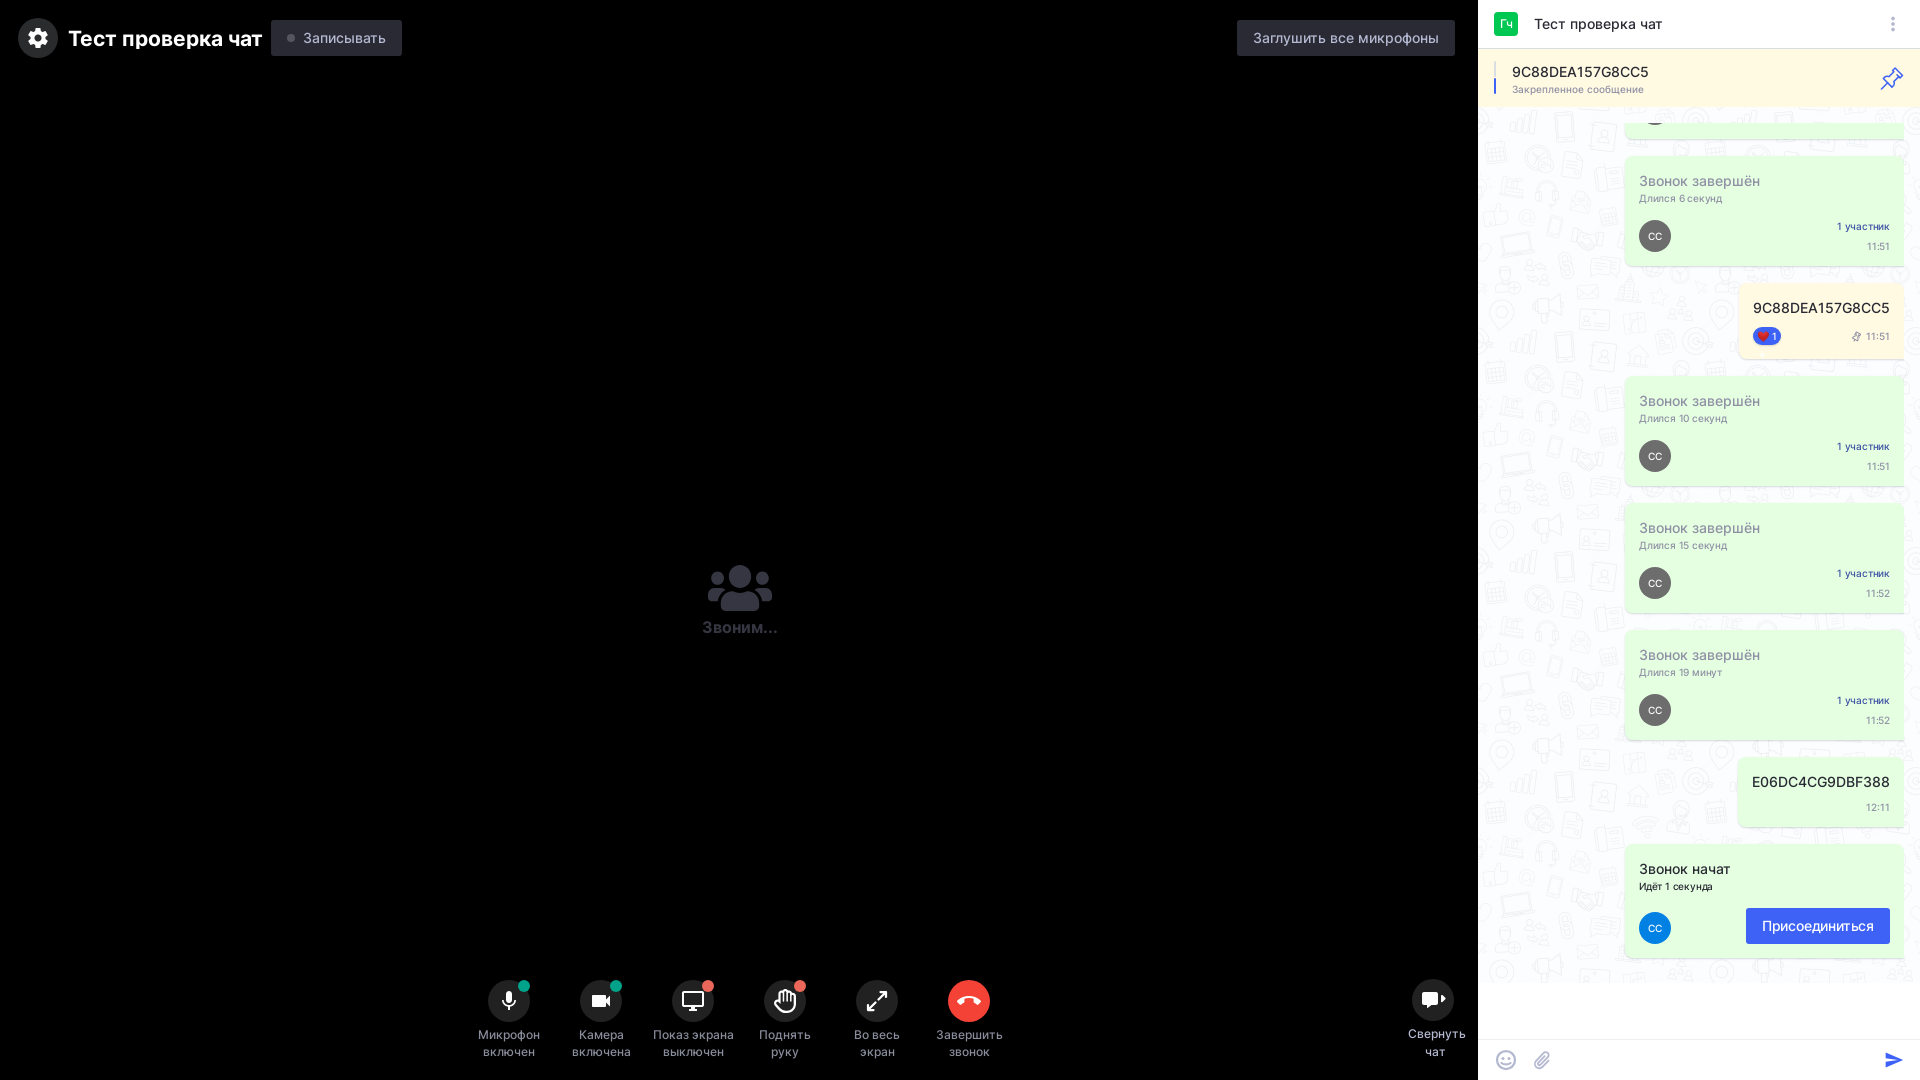 Тест проверка чат
Записывать
Заглушить все микрофоны
Звоним...
Микрофон
включен
Камера
включена
Показ экрана
выключен
Поднять
руку
Во весь
экран
Завершить
звонок
Свернуть
чат
Гч
Тест проверка чат
9C88DEA157G8CC5
Закрепленное сообщение
Звонок завершён
Длился 6 секунд
1 участник
СС
11:51
9C88DEA157G8CC5
1
11:51
Звонок завершён
Длился 10 секунд
1 участник
СС
11:51
Звонок завершён
Длился 15 секунд
1 участник
СС
11:52
Звонок завершён
Длился 19 минут
1 участник
СС
11:52
E06DC4CG9DBF388
12:11
Звонок начат
Идёт 1 секунда
СС
Присоединиться